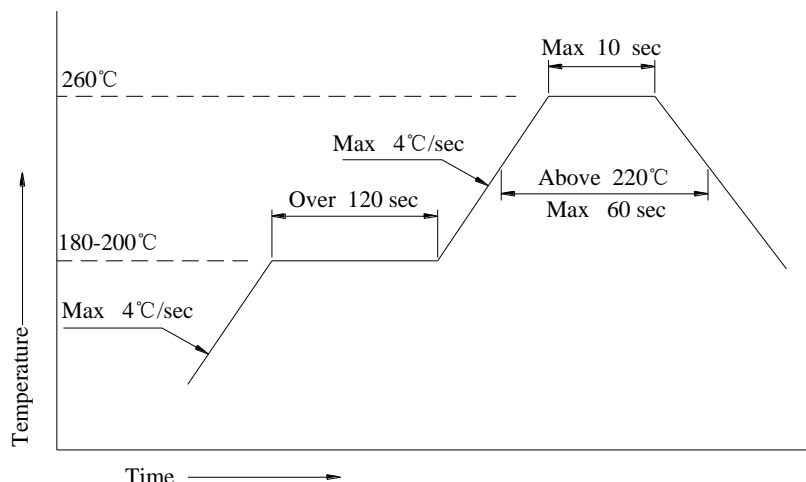 Max 10 sec
260℃
Max 4℃/sec
Above 220℃
Max 60 sec
Over 120 sec
180-200℃
Max 4℃/sec
Temperature
Time